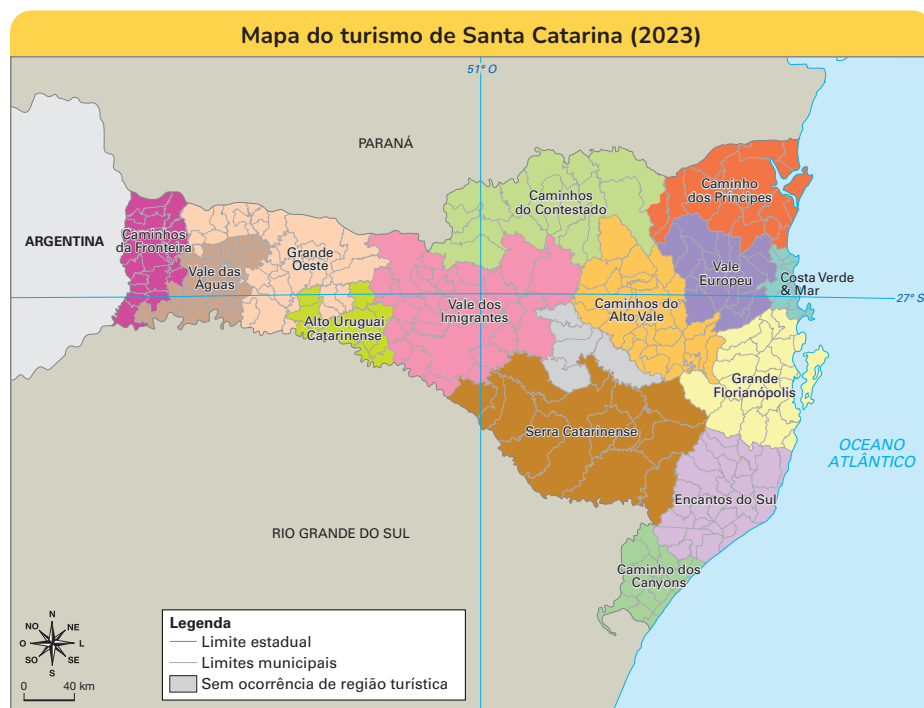 Mapa do turismo de Santa Catarina (2023)
51° O
PARANÁ
ARGENTINA
Caminhos
da Fronteira
Vale das
Águas
Grande
Oeste
Alto Uruguai
Catarinense
Vale dos
Imigrantes
Caminhos
do Contestado
Caminho
dos Príncipes
Vale
Europeu
Costa Verde
& Mar
27° S
Caminhos do
Alto Vale
Grande
Florianópolis
Serra Catarinense
OCEANO
ATLÂNTICO
Encantos do Sul
RIO GRANDE DO SUL
Caminho dos
Canyons
N
NO
NE
O
L
SO
SE
S
0 40 km
Legenda
Limite estadual
Limites municipais
Sem ocorrência de região turística